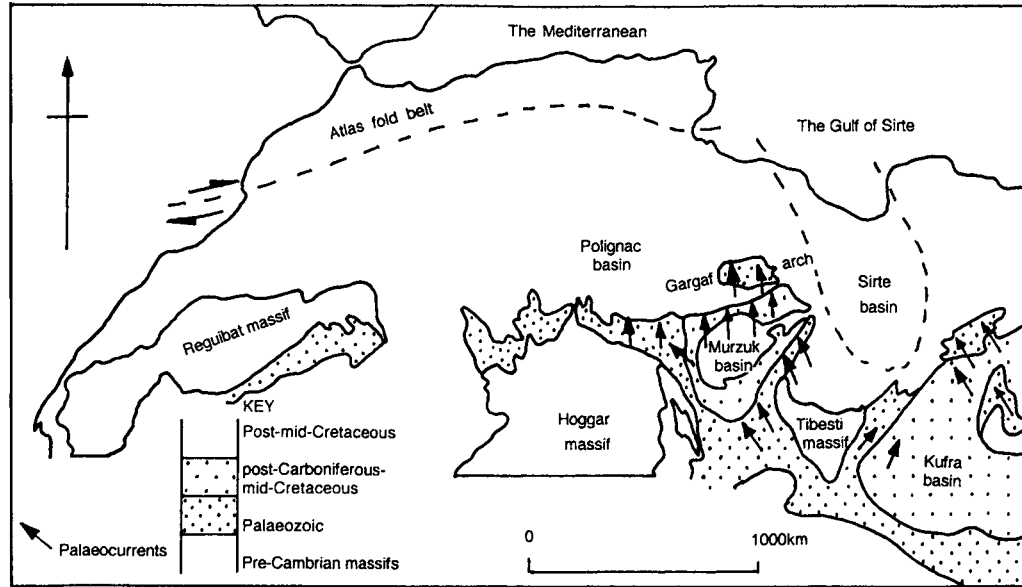 The Mediterranean
Atlas fold belt
The Gulf of Sirte
Polignac
basin
Gargaf
arch
Sirte
basin
Reguibat massif
Murzuk
basin
Hoggar
massif
Tibesti
massif
Kufra
basin
KEY
Post-mid-Cretaceous
post-Carboniferous-
mid-Cretaceous
Palaeozoic
Pre-Cambrian massifs
Palaeocurrents
0
1000km